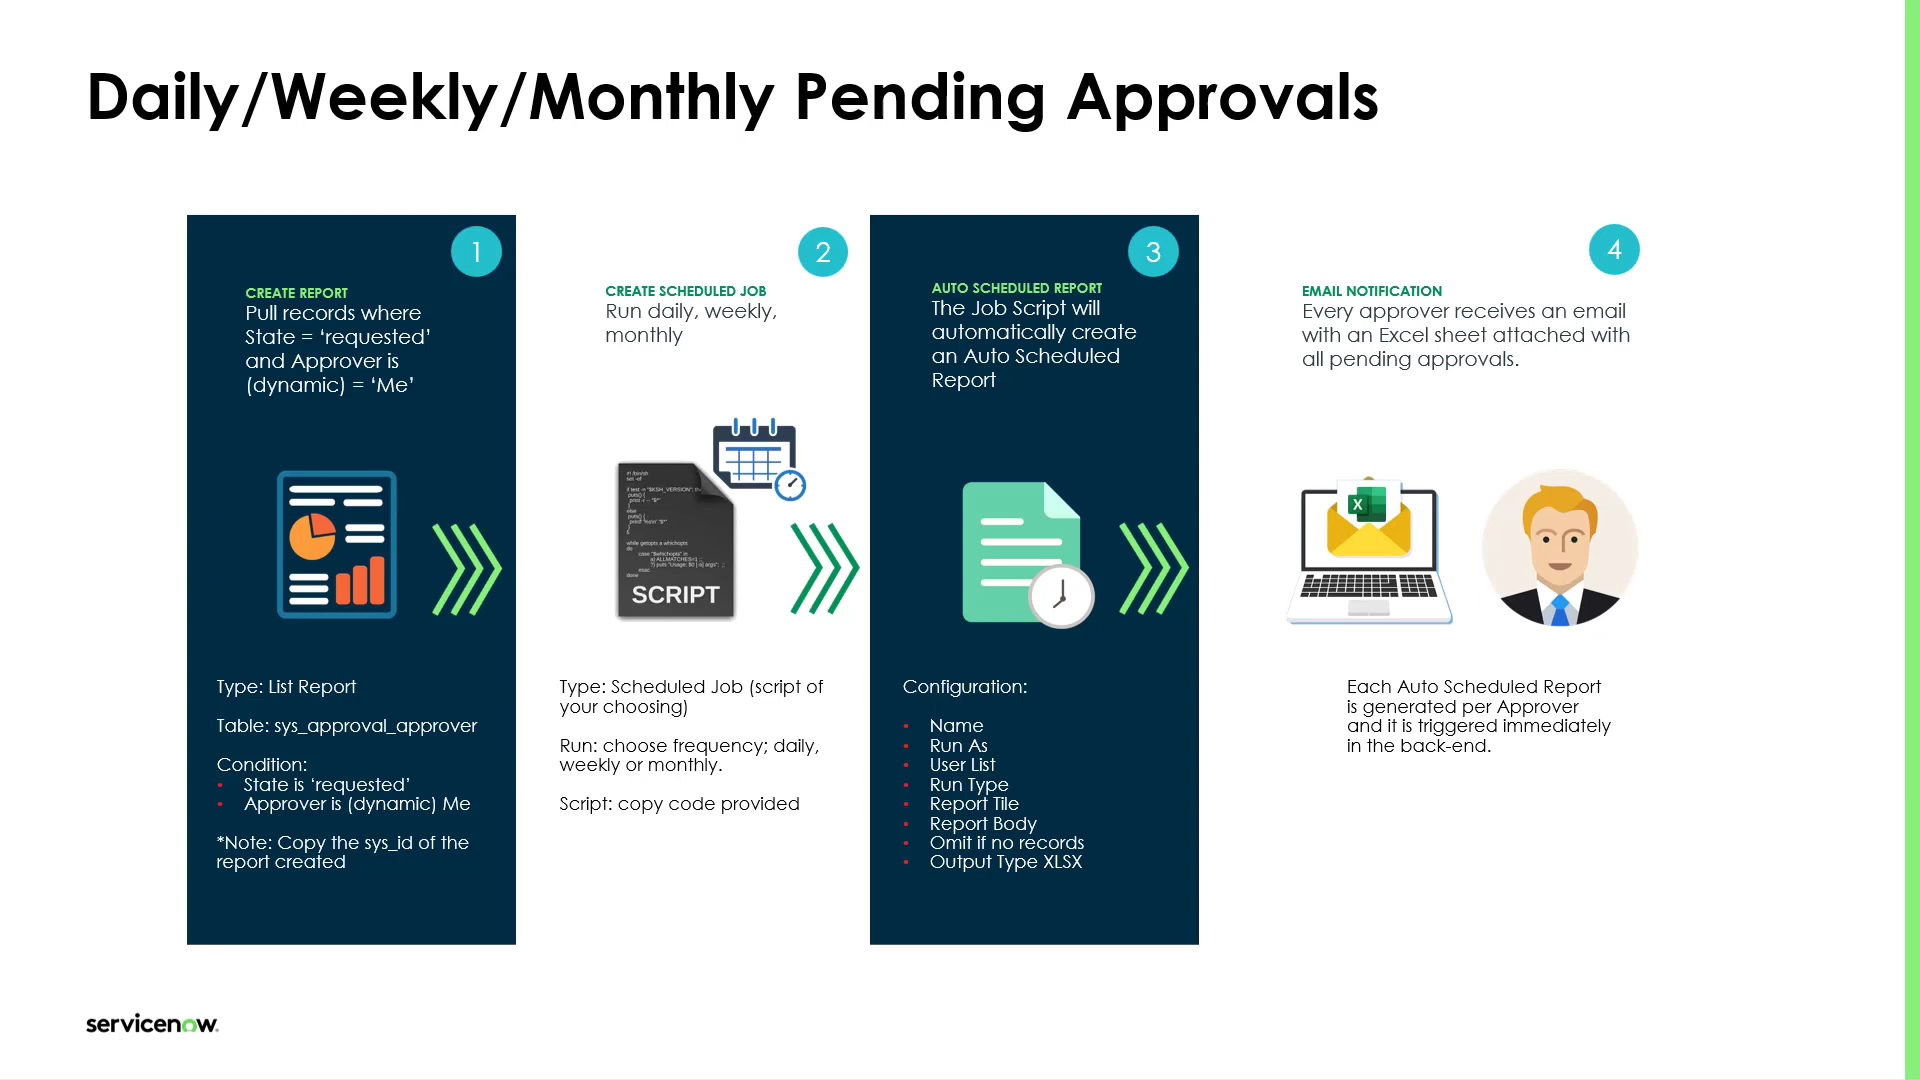 Daily/Weekly/Monthly Pending Approvals
1
CREATE REPORT
Pull records where
State = ‘requested’
and Approver is
(dynamic) = ‘Me’
Type: List Report
Table: sys_approval_approver
Condition:
• State is ‘requested’
• Approver is (dynamic) Me
*Note: Copy the sys_id of the
report created
2
CREATE SCHEDULED JOB
Run daily, weekly,
monthly
SCRIPT
Type: Scheduled Job (script of
your choosing)
Run: choose frequency; daily,
weekly or monthly.
Script: copy code provided
3
AUTO SCHEDULED REPORT
The Job Script will
automatically create
an Auto Scheduled
Report
Configuration:
• Name
• Run As
• User List
• Run Type
• Report Tile
• Report Body
• Omit if no records
• Output Type XLSX
4
EMAIL NOTIFICATION
Every approver receives an email
with an Excel sheet attached with
all pending approvals.
X
Each Auto Scheduled Report
is generated per Approver
and it is triggered immediately
in the back-end.
servicenow.